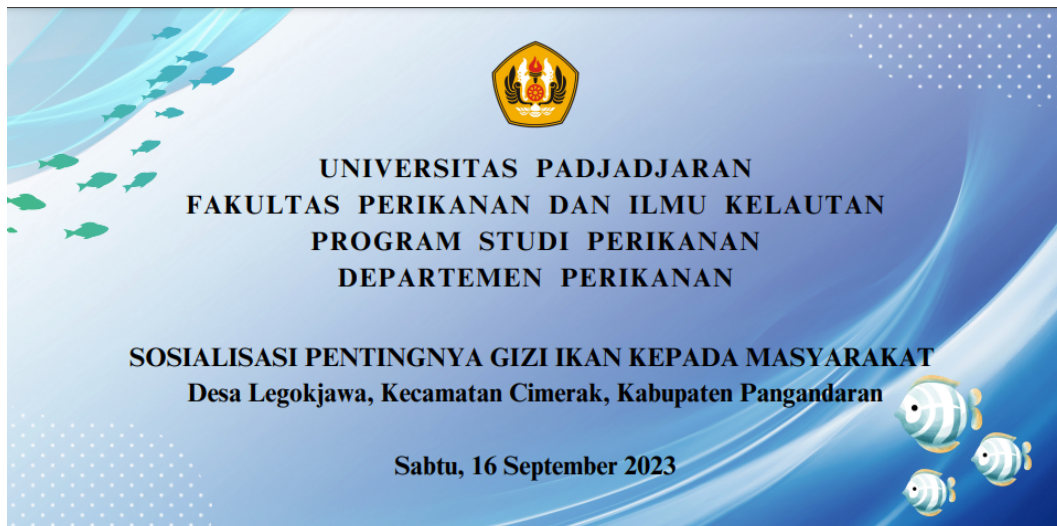 UNIVERSITAS PADJADJARAN
FAKULTAS PERIKANAN DAN ILMU KELAUTAN
PROGRAM STUDI PERIKANAN
DEPARTEMEN PERIKANAN
SOSIALISASI PENTINGNYA GIZI IKAN KEPADA MASYARAKAT
Desa Legokjawa, Kecamatan Cimerak, Kabupaten Pangandaran
Sabtu, 16 September 2023